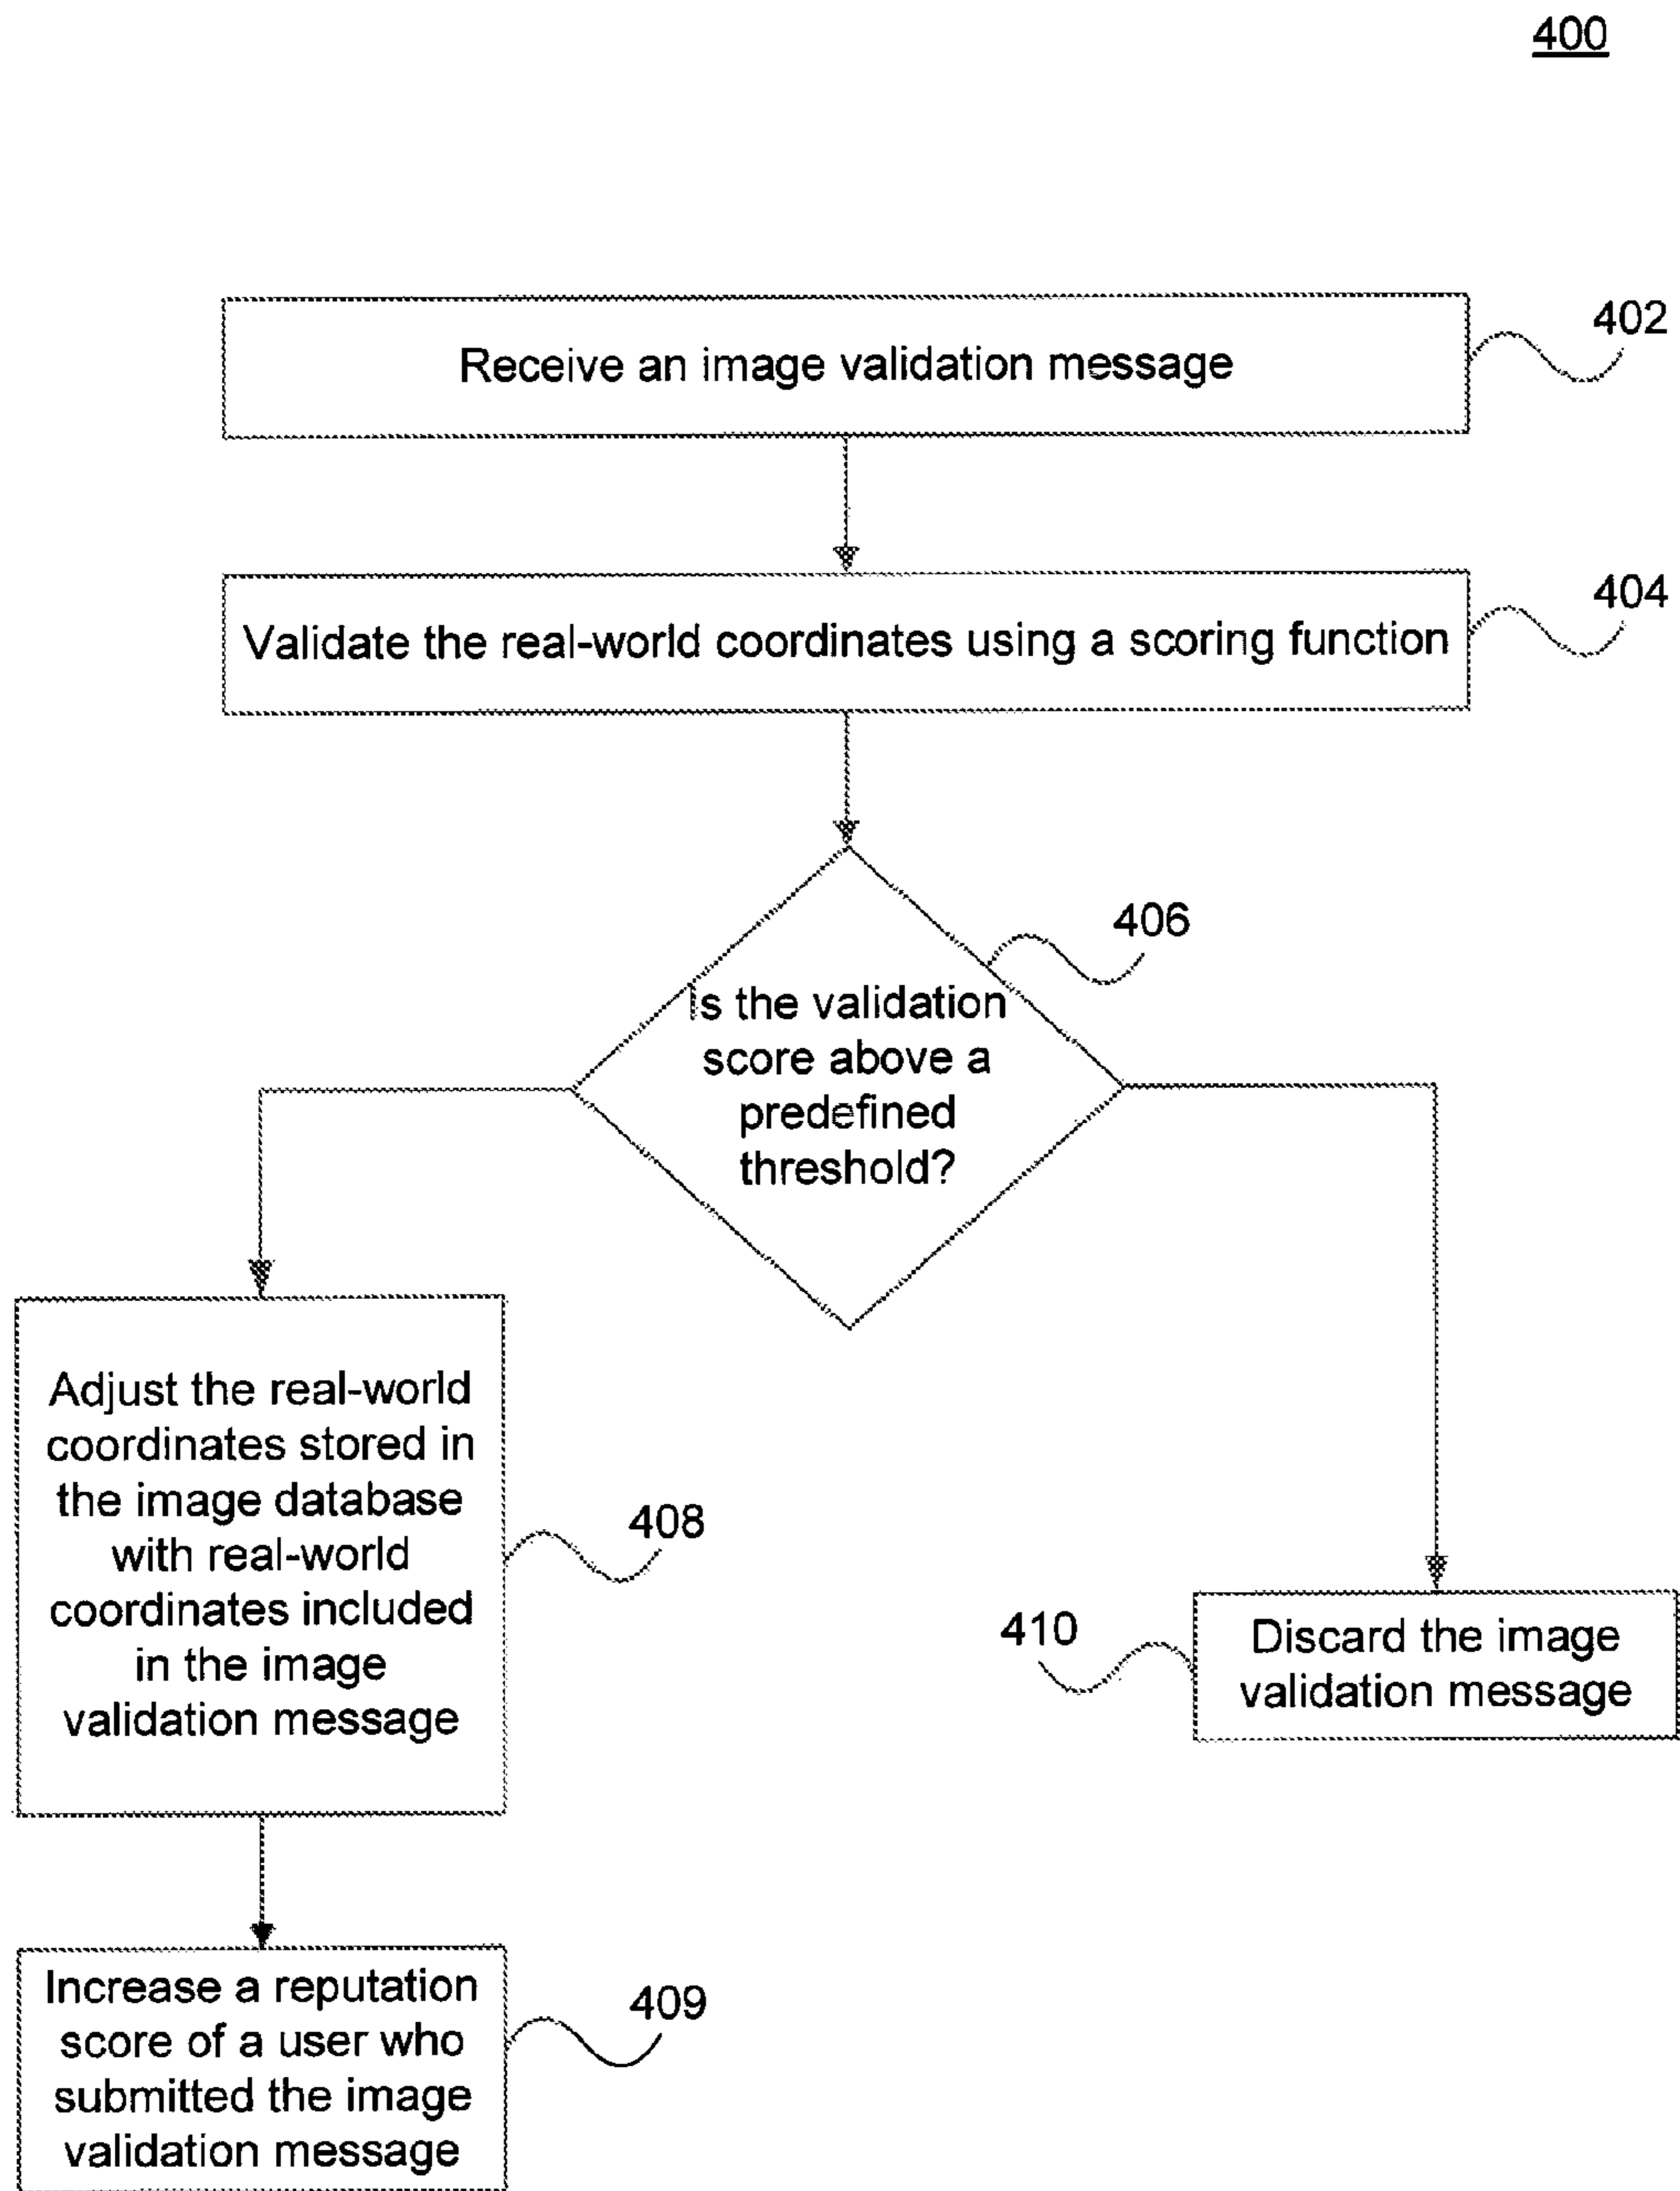 400
Receive an image validation message
402
Validate the real-world coordinates using a scoring function
404
406
Is the validation
score above a
predefined
threshold?
Adjust the real-world
coordinates stored in
the image database
with real-world
coordinates included
in the image
validation message
408
410
Discard the image
validation message
Increase a reputation
score of a user who
submitted the image
validation message
409